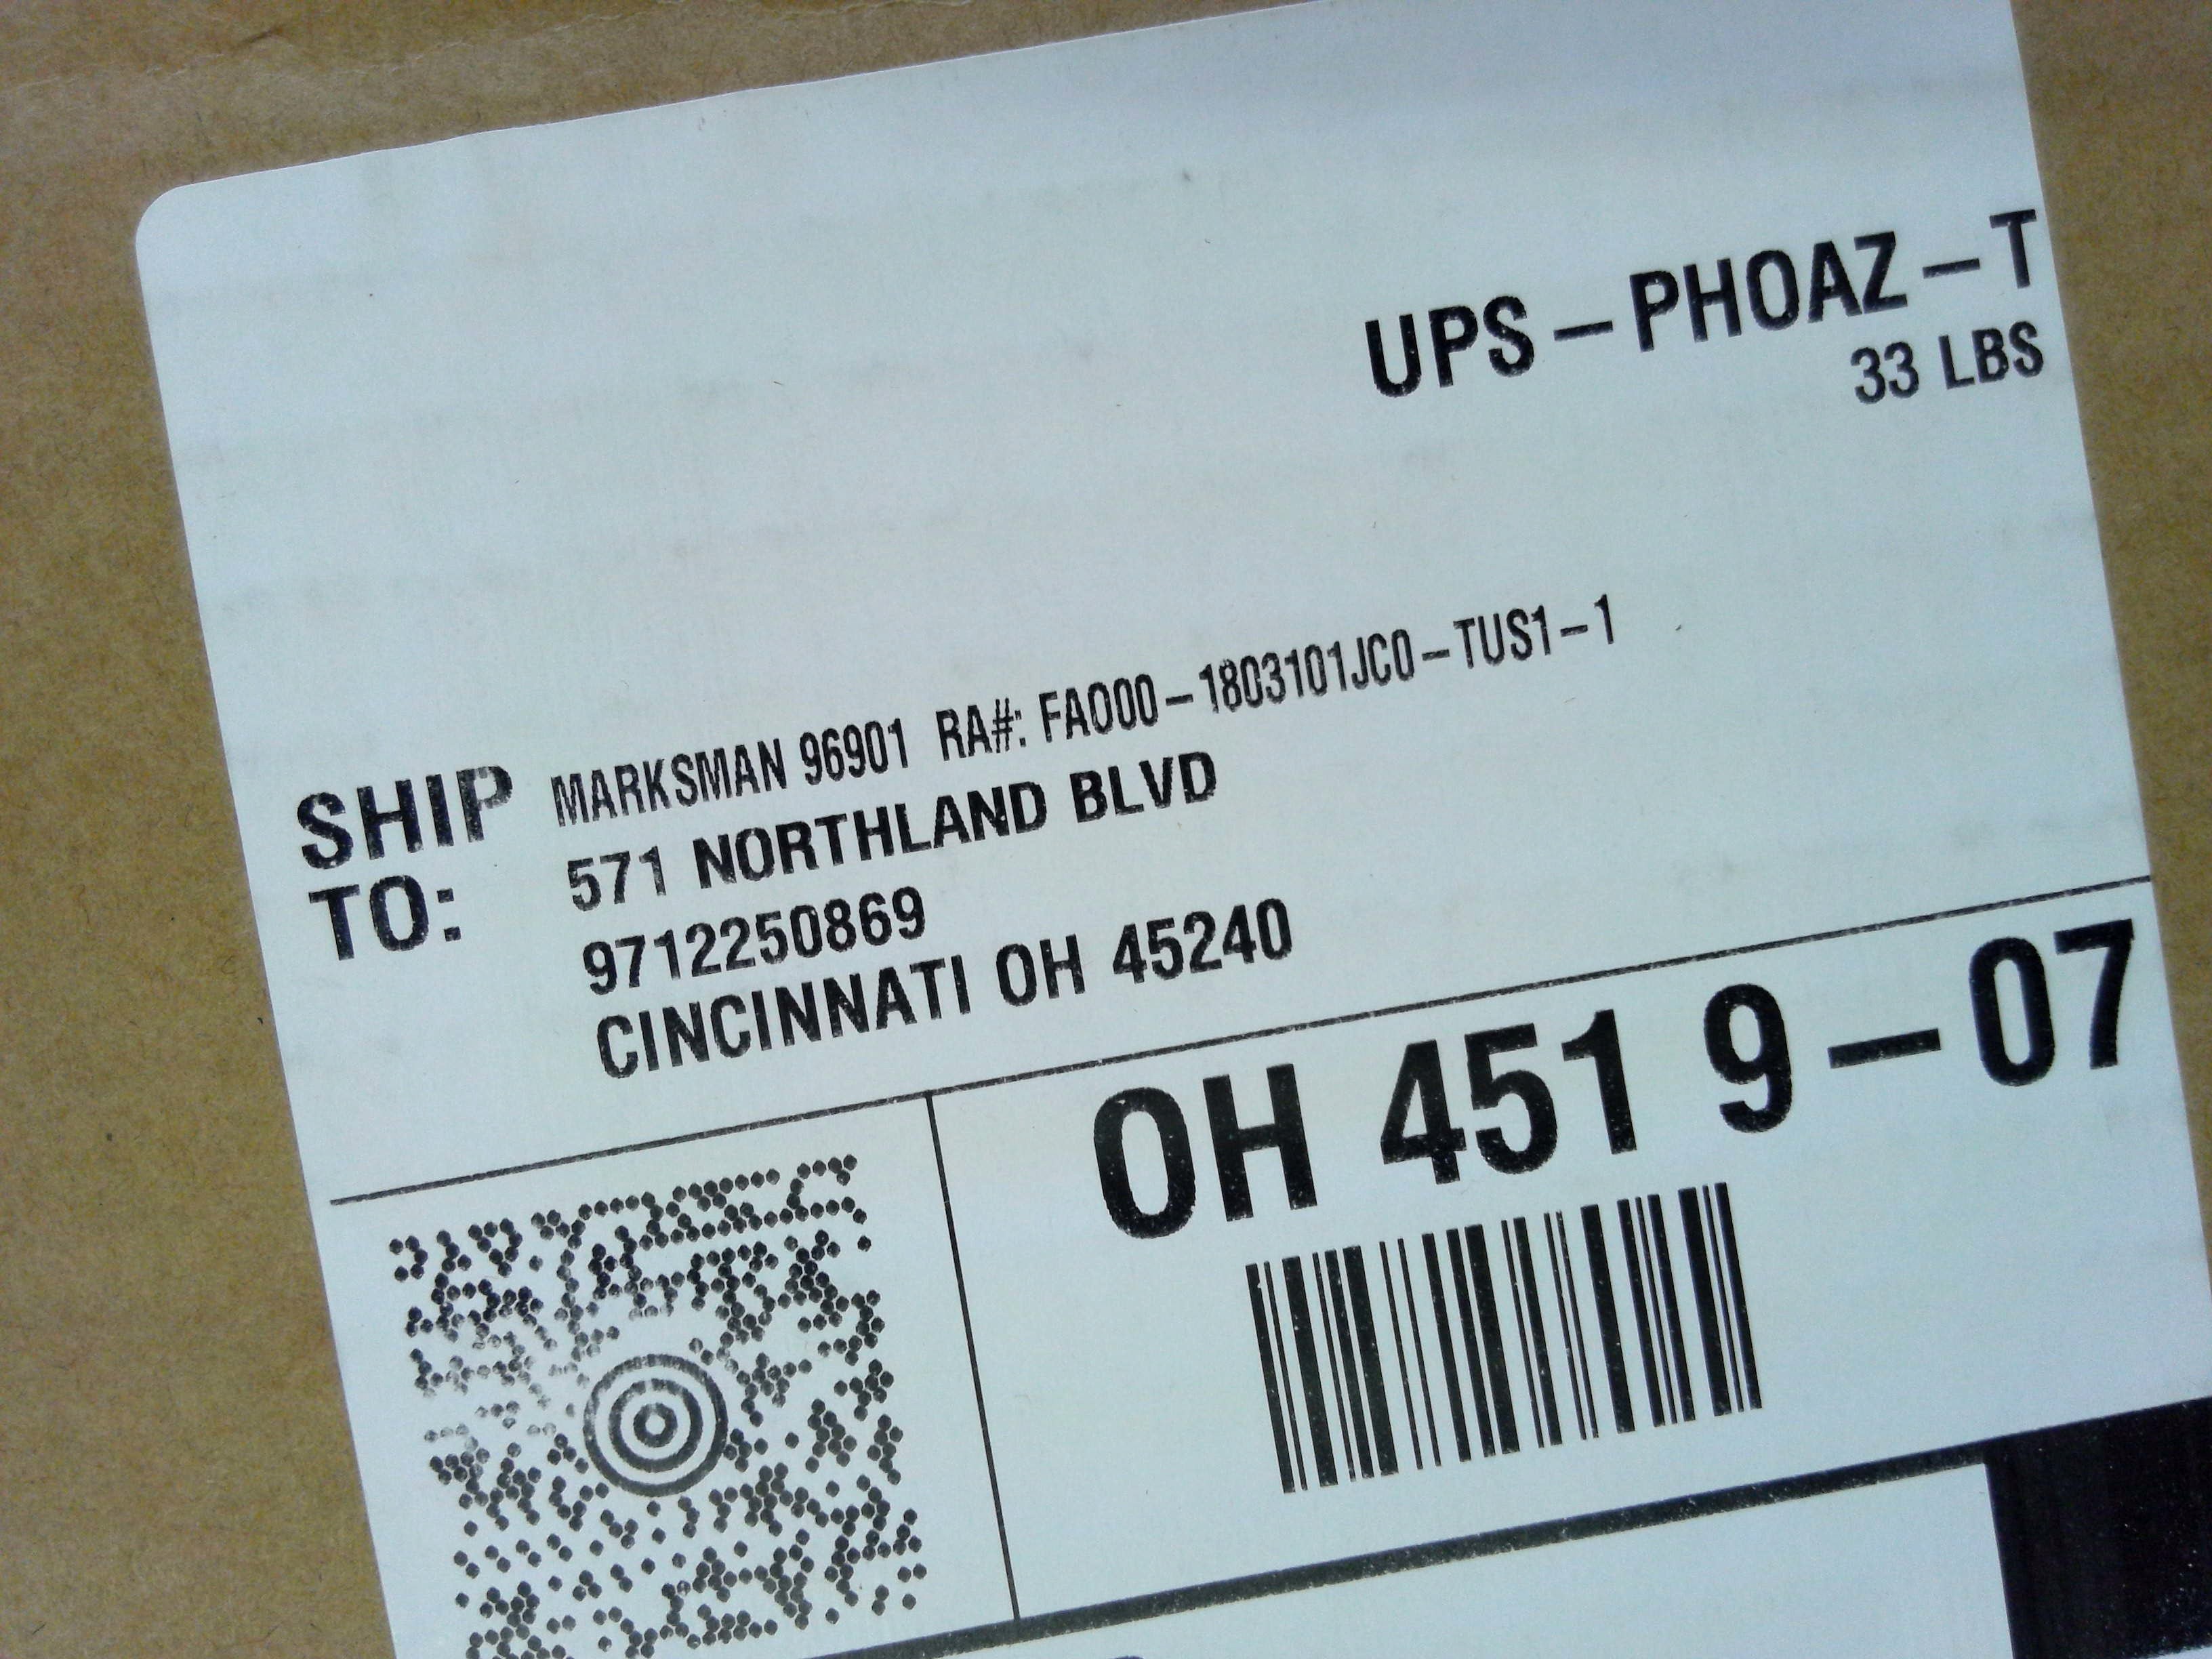 UPS – PHOAZ – T
33 LBS
SHIP TO:
MARKSMAN 96901 RA#: FA000–1803101JC0–TUS1–1
571 NORTHLAND BLVD
9712250869
CINCINNATI OH 45240
OH 451 9–07